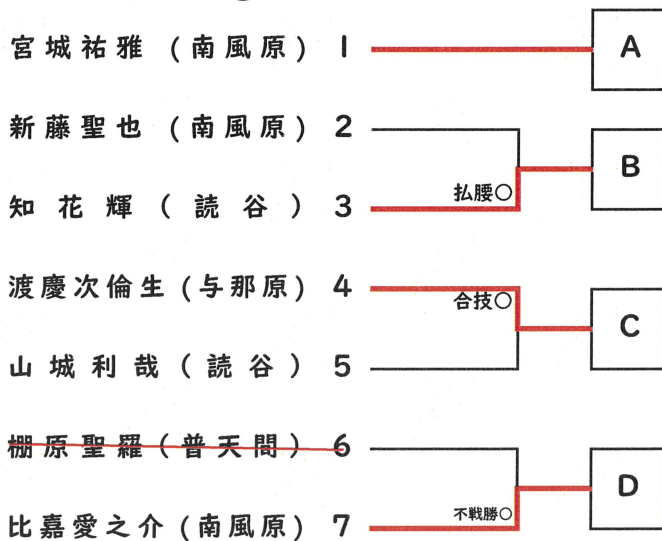 宮城祐雅 (南風原) 1 A
新藤聖也 (南風原) 2
B
払腰○
知花輝 (読谷) 3
渡慶次倫生 (与那原) 4
合技○
C
山城利哉 (読谷) 5
棚原聖羅 (普天間) 6
D
不戦勝○
比嘉愛之介 (南風原) 7